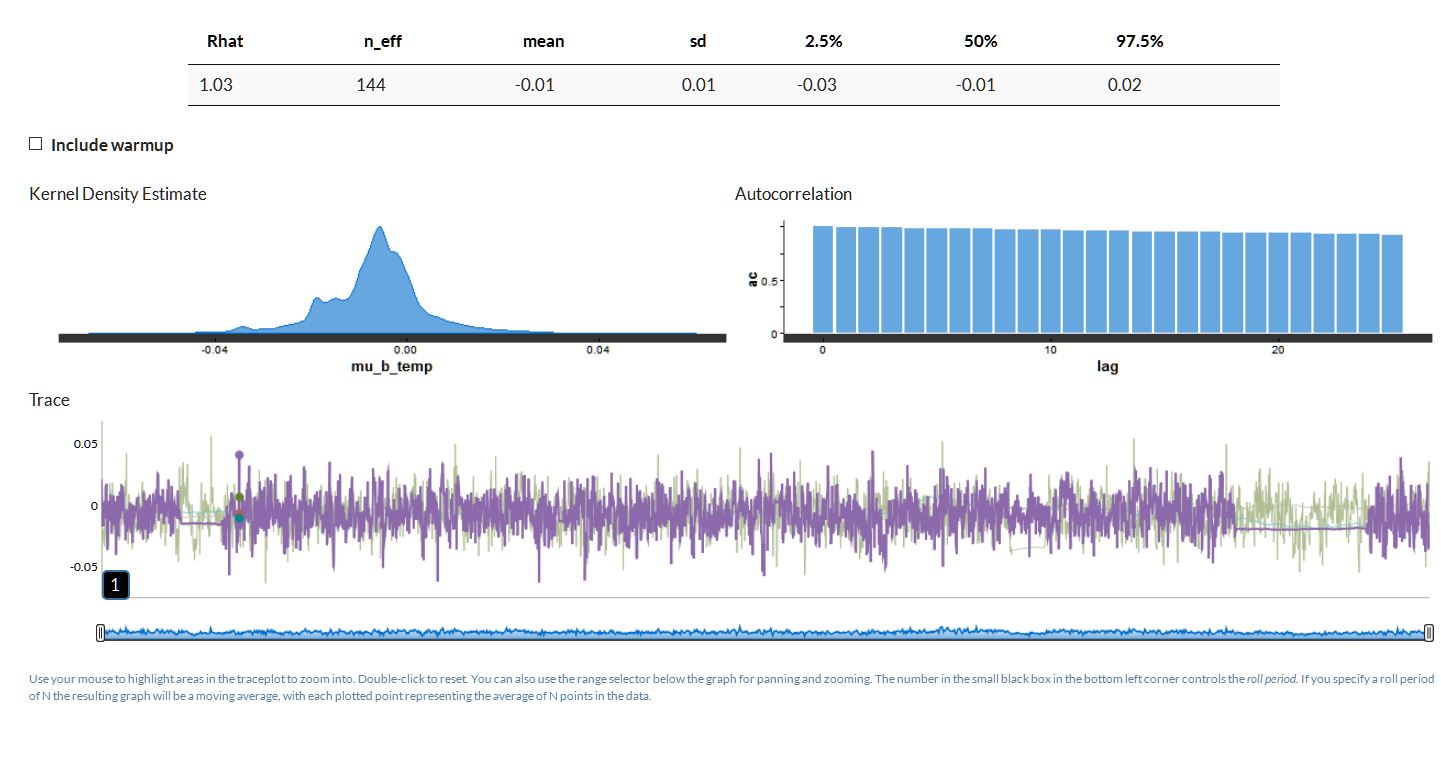 Rhat n_eff mean sd 2.5% 50% 97.5%
1.03 144 -0.01 0.01 -0.03 -0.01 0.02
Include warmup
Kernel Density Estimate
-0.04 0.00 0.04
mu_b_temp
Autocorrelation
ac
0.5
0
0 10 20
lag
Trace
0.05
0
-0.05
1
Use your mouse to highlight areas in the traceplot to zoom into. Double-click to reset. You can also use the range selector below the graph for panning and zooming. The number in the small black box in the bottom left corner controls the roll period. If you specify a roll period
of N the resulting graph will be a moving average, with each plotted point representing the average of N points in the data.